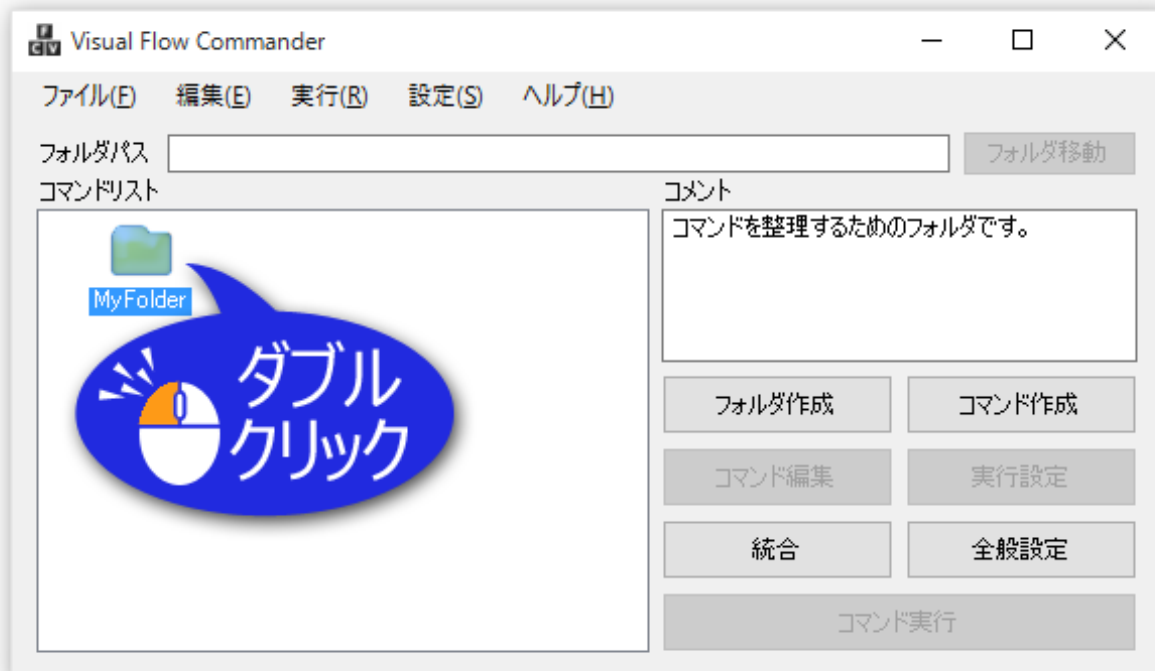 FCV
Visual Flow Commander
ファイル(F) 編集(E) 実行(R) 設定(S) ヘルプ(H)
フォルダパス フォルダ移動
コマンドリスト
コメント
コマンドを整理するためのフォルダです。
MyFolder
ダブル
クリック
フォルダ作成 コマンド作成
コマンド編集 実行設定
統合 全般設定
コマンド実行